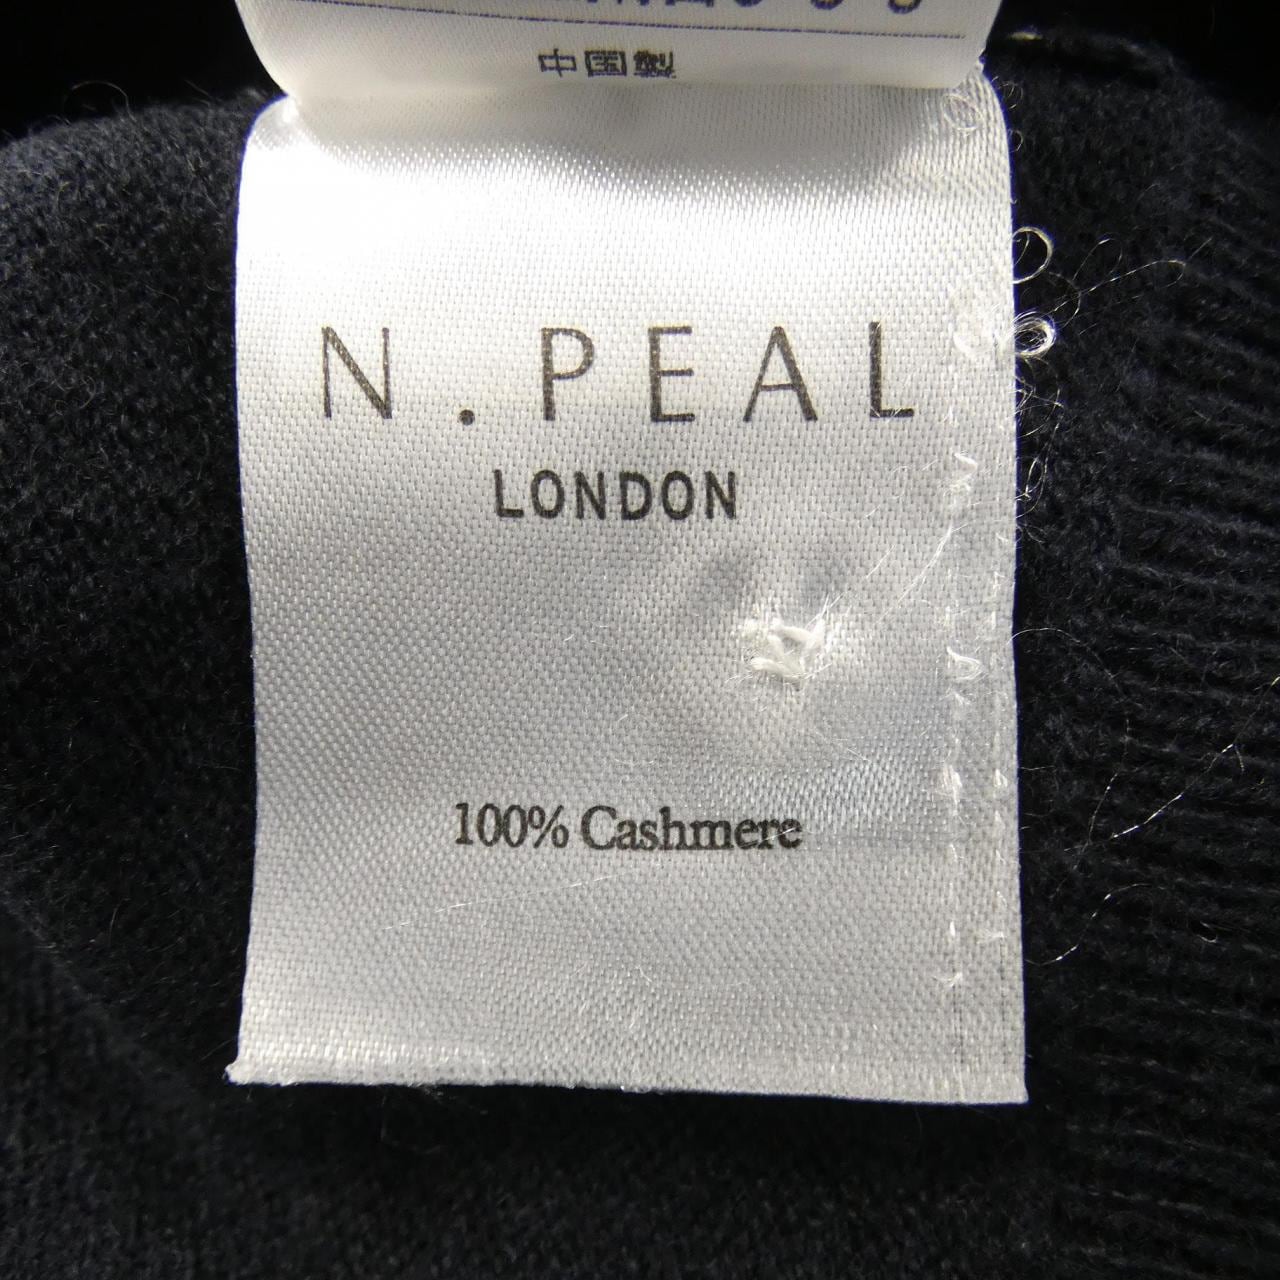 中国製
N. PEAL
LONDON
100% Cashmere